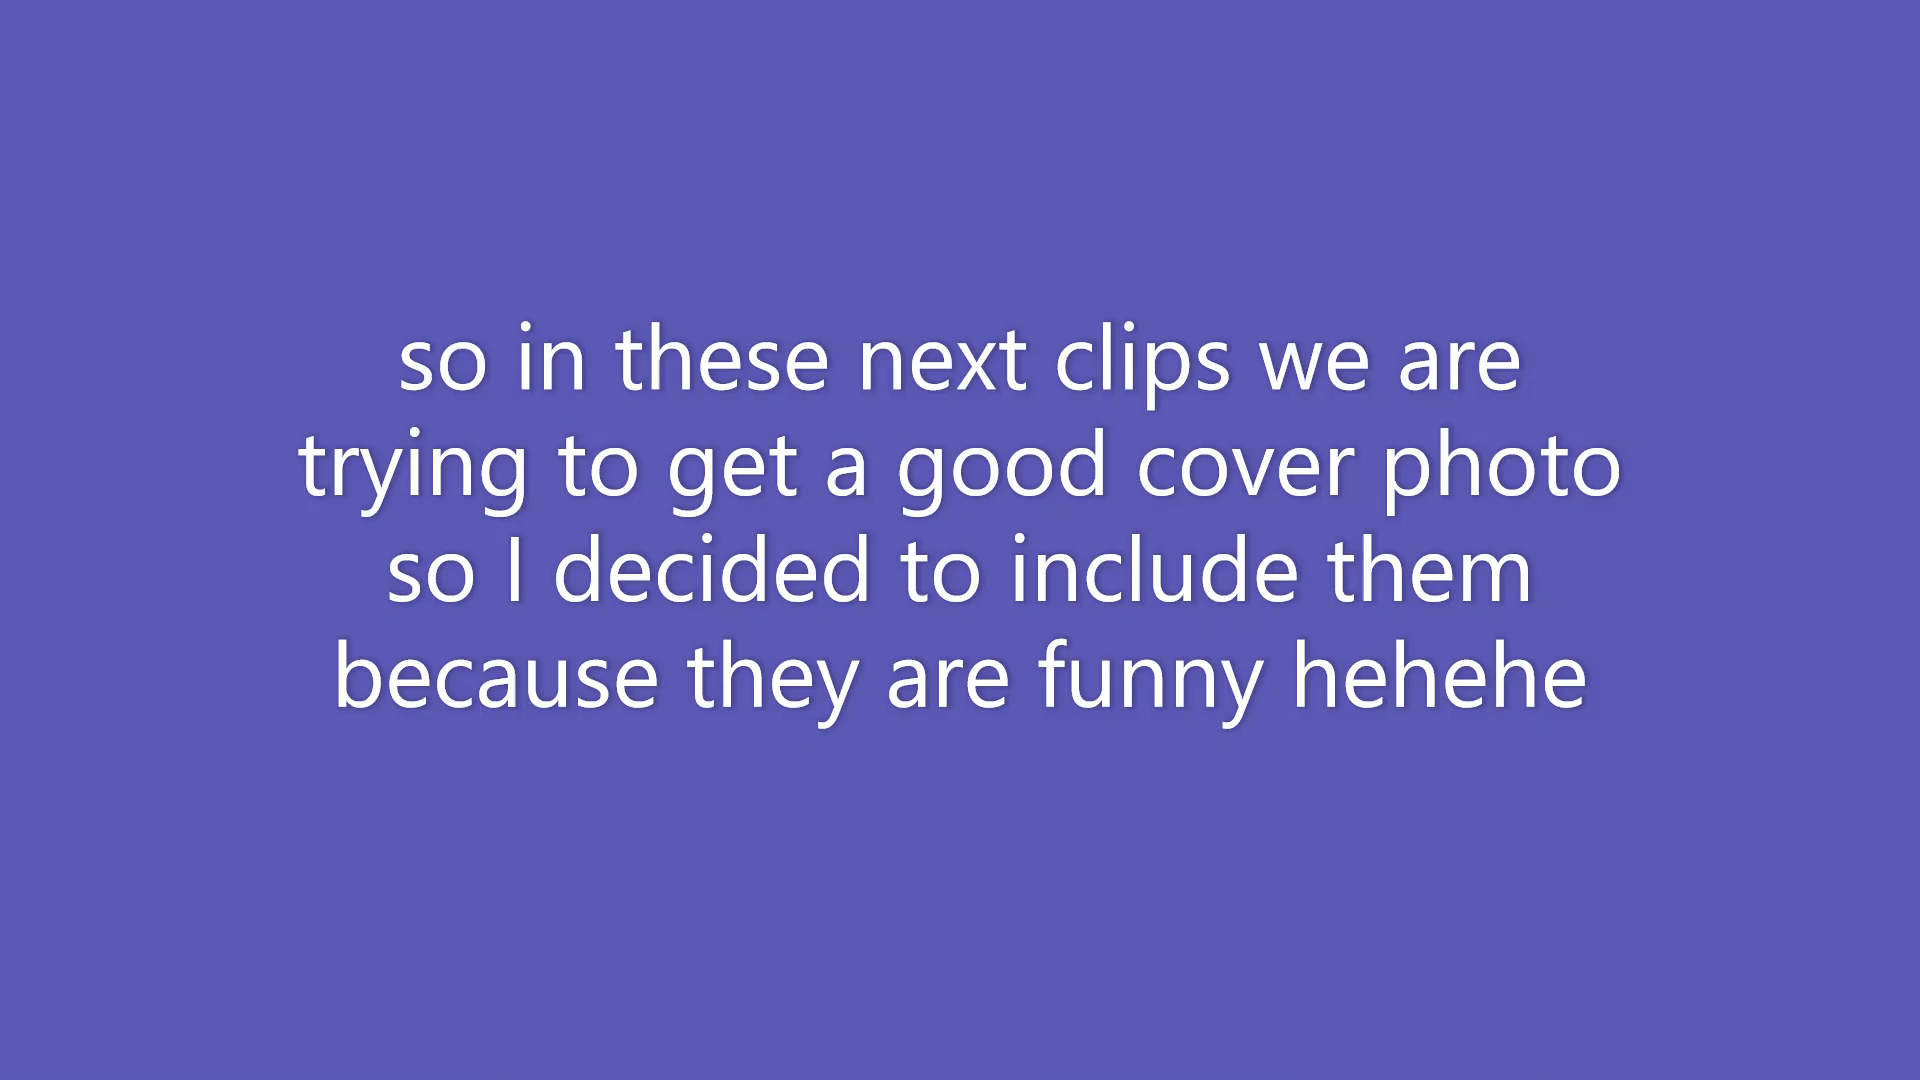 so in these next clips we are
trying to get a good cover photo
so I decided to include them
because they are funny hehehe